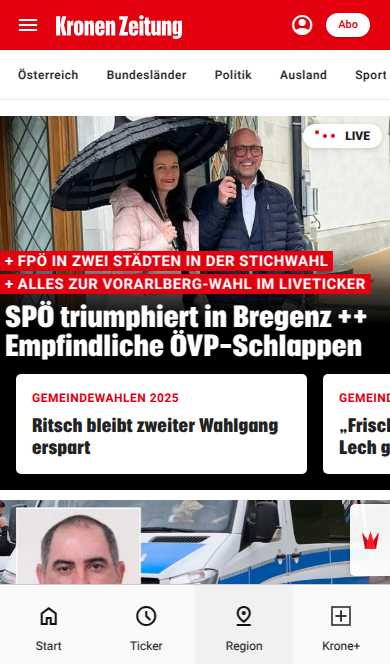 Kronen Zeitung
Abo
Österreich Bundesländer Politik Ausland Sport
LIVE
+ FPÖ IN ZWEI STÄDTEN IN DER STICHWAHL
+ ALLES ZUR VORARLBERG-WAHL IM LIVETICKER
SPÖ triumphiert in Bregenz ++
Empfindliche ÖVP-Schlappen
GEMEINDEWAHLEN 2025
Ritsch bleibt zweiter Wahlgang
erspart
GEMEIND
„Frisch
Lech g
Start
Ticker
Region
Krone+